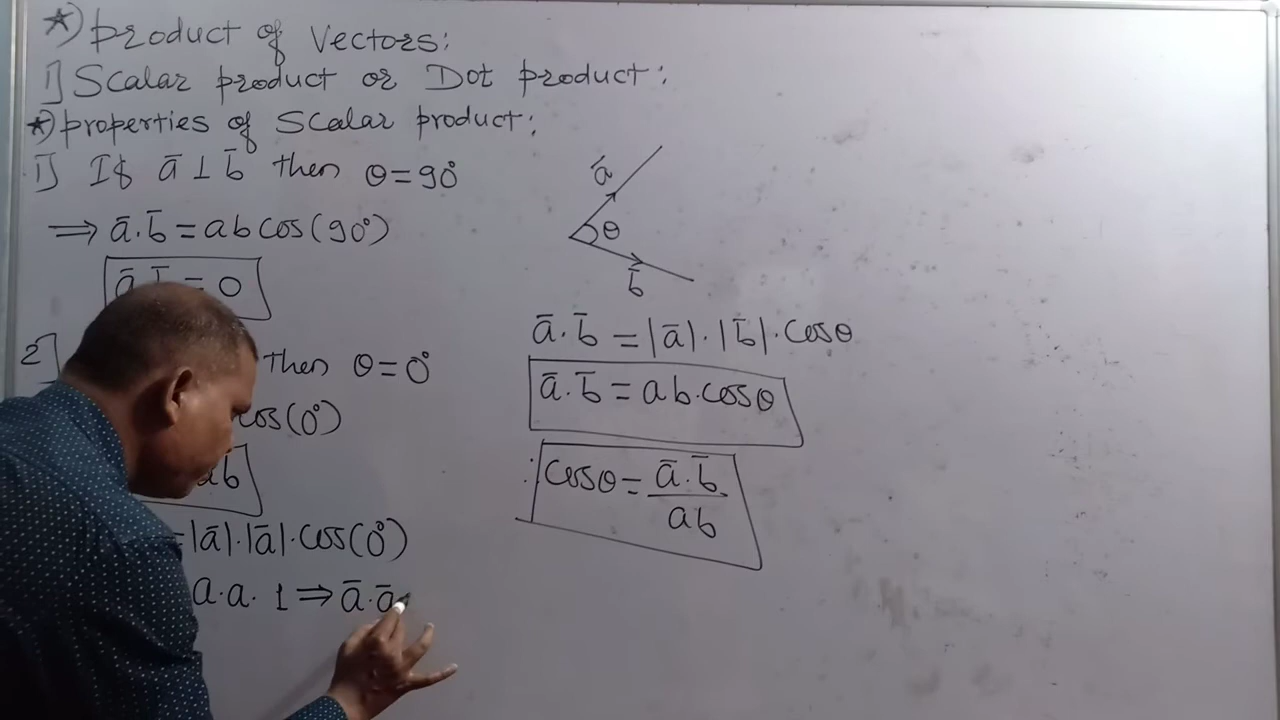 *) product of vectors:
1] Scalar product or Dot product:
*) properties of scalar product:
1] If ā ⊥ b̄ then θ = 90°
⇒ ā.b̄ = ab cos(90°)
= 0
2] then θ = 0°
cos(0°)
ab
= |ā|.|ā|.cos(0°)
a.a. 1 ⇒ ā.ā
ā
θ
b̄
ā.b̄ = |ā|.|b̄|.cosθ
ā.b̄ = ab.cosθ
∴ cosθ = ā.b̄ / ab